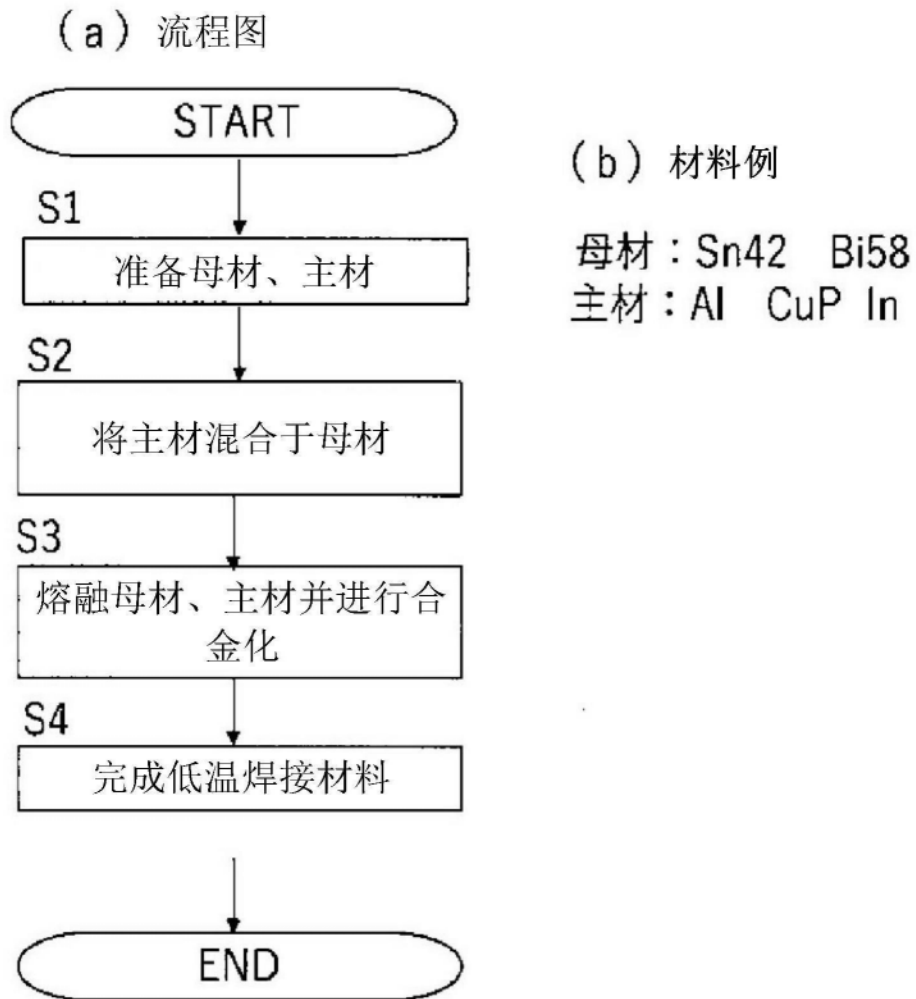 (a) 流程图
START
S1
准备母材、主材
S2
将主材混合于母材
S3
熔融母材、主材并进行合
金化
S4
完成低温焊接材料
END
(b) 材料例
母材：Sn42 Bi58
主材：Al CuP In